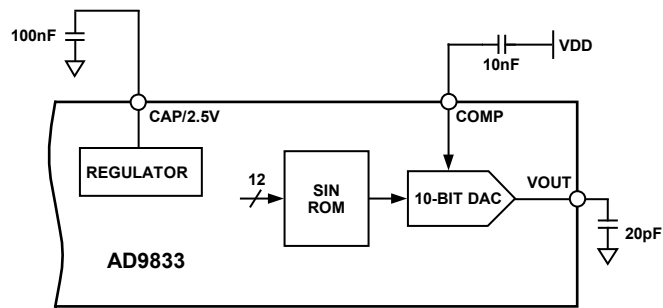 100nF
10nF
VDD
CAP/2.5V
COMP
REGULATOR
12
SIN
ROM
10-BIT DAC
VOUT
20pF
AD9833